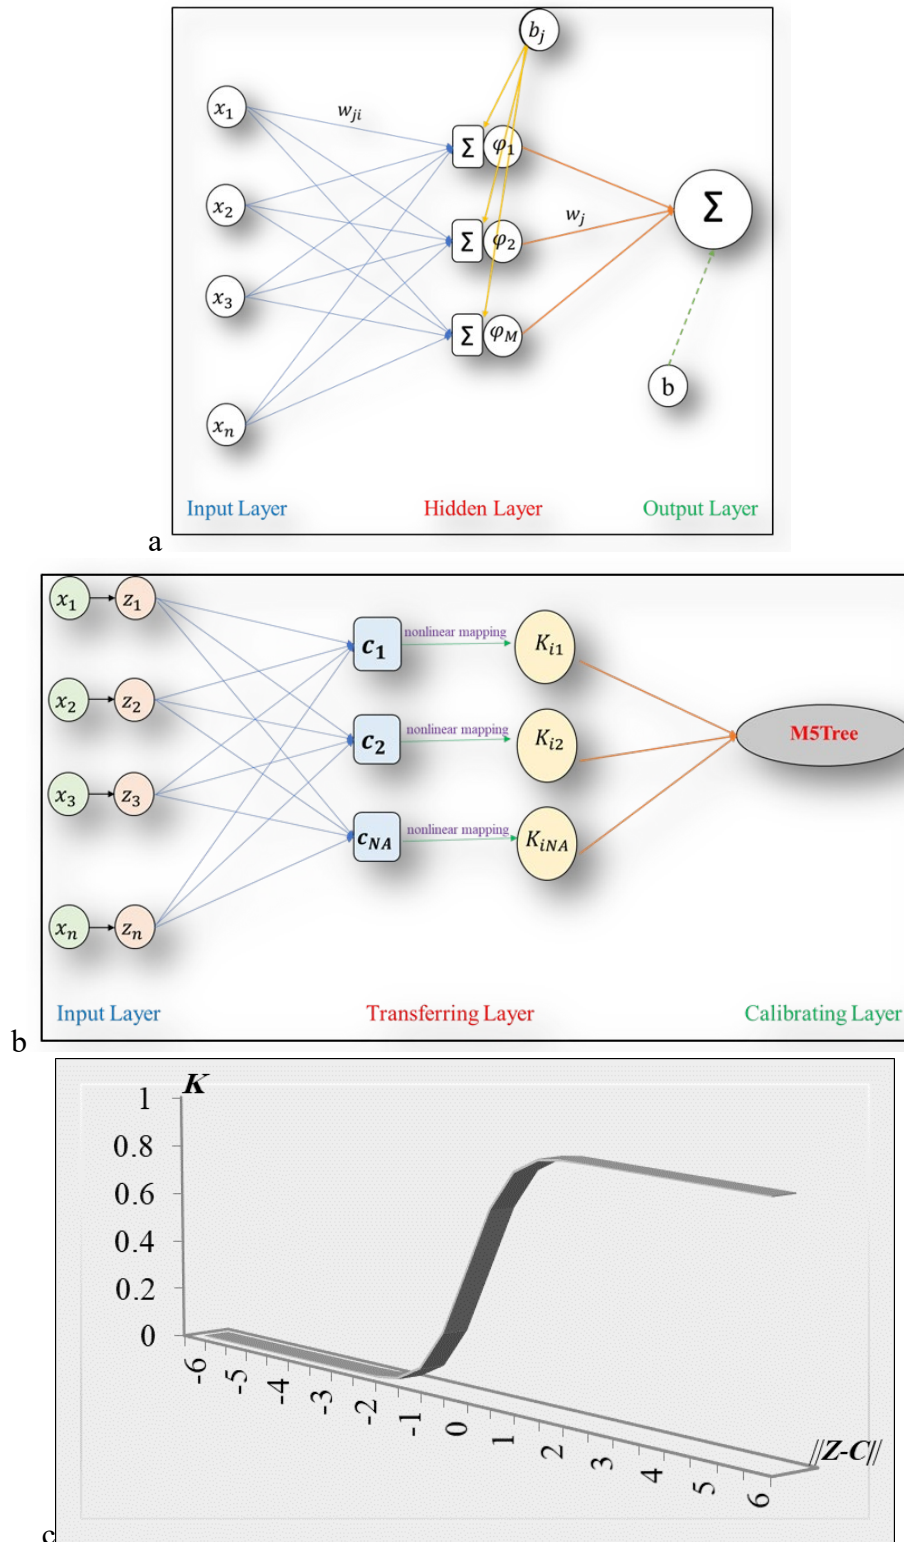 b_j
x_1
w_ji
Σ φ_1
x_2
w_j
Σ
Σ φ_2
x_3
Σ φ_M
b
x_n
Input Layer Hidden Layer Output Layer
a
x_1 z_1
c_1 nonlinear mapping K_i1
x_2 z_2
c_2 nonlinear mapping K_i2
M5Tree
x_3 z_3
c_NA nonlinear mapping K_iNA
x_n z_n
Input Layer Transferring Layer Calibrating Layer
b
K
1
0.8
0.6
0.4
0.2
0
-6 -5 -4 -3 -2 -1 0 1 2 3 4 5 6
||Z-C||
c